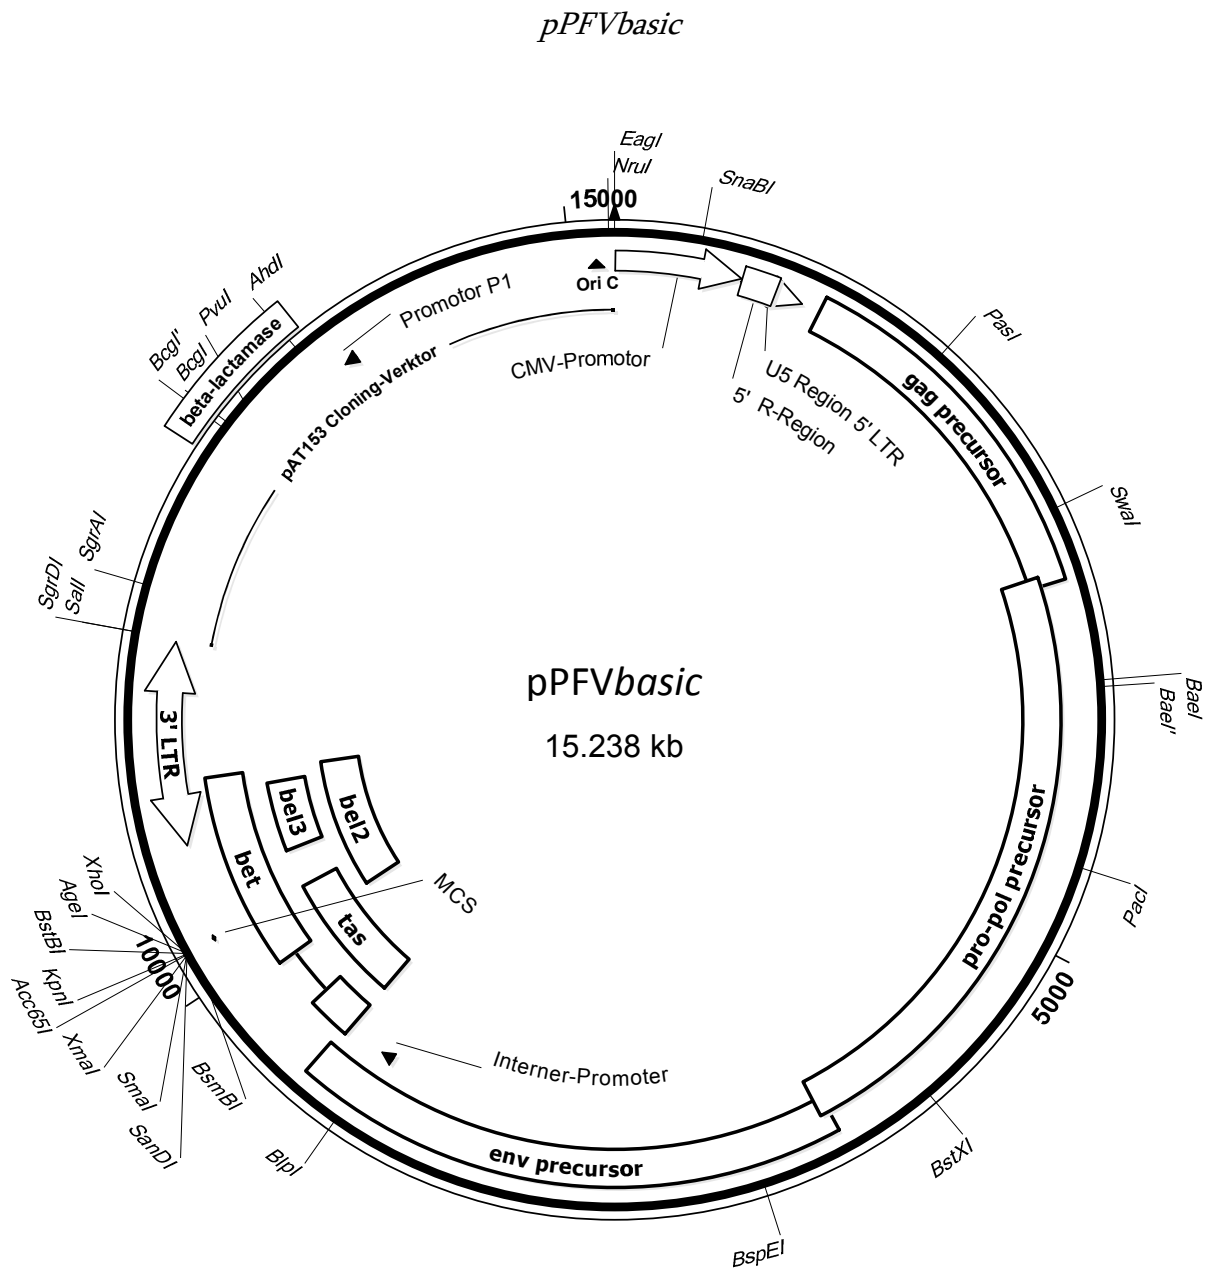 pPFVbasic
EagI
NruI
15000
SnaBI
AhdI
PvuI
BcgI'
BcgI
beta-lactamase
Promotor P1
Ori C
pAT153 Cloning-Verktor
CMV-Promotor
U5 Region 5' LTR
5' R-Region
PasI
gag precursor
SwaI
SgrAI
SgrDI
SalI
BaeI
BaeI'
pPFVbasic
15.238 kb
3' LTR
bel3
bel2
bet
tas
MCS
pro-pol precursor
PacI
5000
XhoI
AgeI
BstBI
KpnI
Acc65I
10000
XmaI
SmaI
SanDI
BsmBI
BlpI
Interner-Promoter
env precursor
BstXI
BspEI